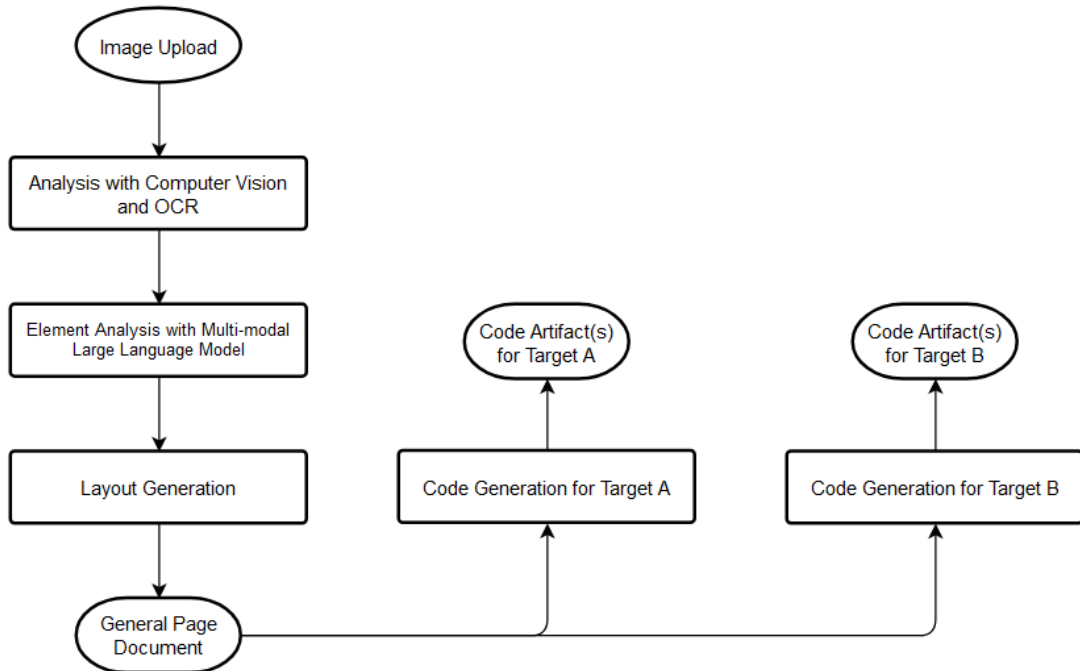 Image Upload
Analysis with Computer Vision
and OCR
Element Analysis with Multi-modal
Large Language Model
Layout Generation
General Page
Document
Code Artifact(s)
for Target A
Code Generation for Target A
Code Artifact(s)
for Target B
Code Generation for Target B